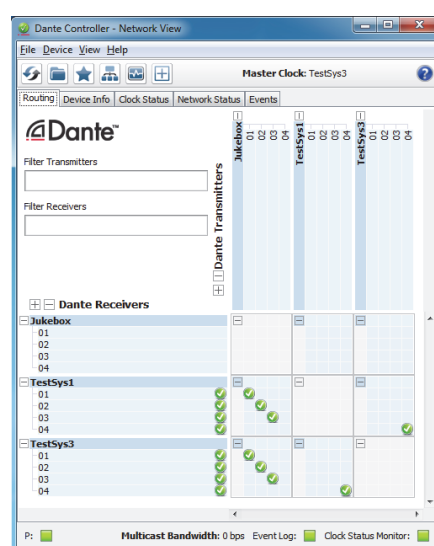 Dante Controller - Network View
File Device View Help
Master Clock: TestSys3
Routing Device Info Clock Status Network Status Events
Dante™
Filter Transmitters
Filter Receivers
Dante Transmitters
Jukebox
01
02
03
04
TestSys1
01
02
03
04
TestSys3
01
02
03
04
Dante Receivers
Jukebox
01
02
03
04
TestSys1
01
02
03
04
TestSys3
01
02
03
04
P: Multicast Bandwidth: 0 bps Event Log: Clock Status Monitor: